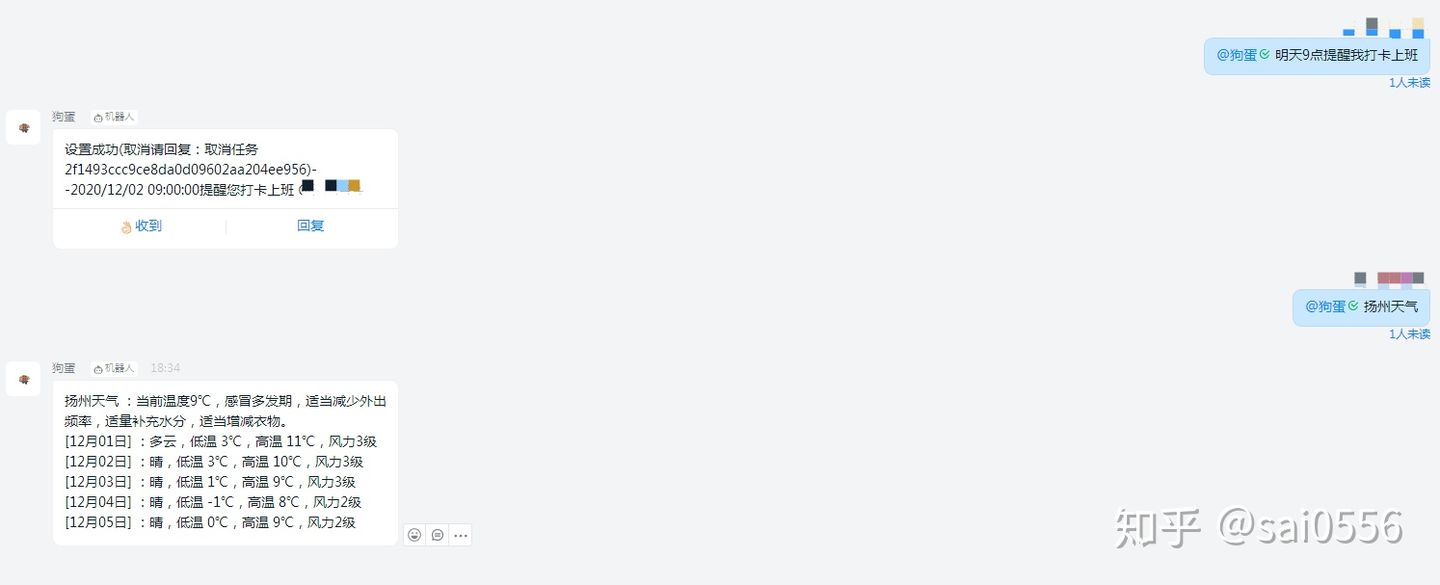 @狗蛋 明天9点提醒我打卡上班
1人未读
狗蛋 机器人
设置成功(取消请回复：取消任务
2f1493ccc9ce8da0d09602aa204ee956)-
-2020/12/02 09:00:00提醒您打卡上班 (
收到 回复
@狗蛋 扬州天气
1人未读
狗蛋 机器人 18:34
扬州天气 ：当前温度9℃，感冒多发期，适当减少外出
频率，适量补充水分，适当增减衣物。
[12月01日] ：多云，低温 3℃，高温 11℃，风力3级
[12月02日] ：晴，低温 3℃，高温 10℃，风力3级
[12月03日] ：晴，低温 1℃，高温 9℃，风力3级
[12月04日] ：晴，低温 -1℃，高温 8℃，风力2级
[12月05日] ：晴，低温 0℃，高温 9℃，风力2级
知乎 @sai0556